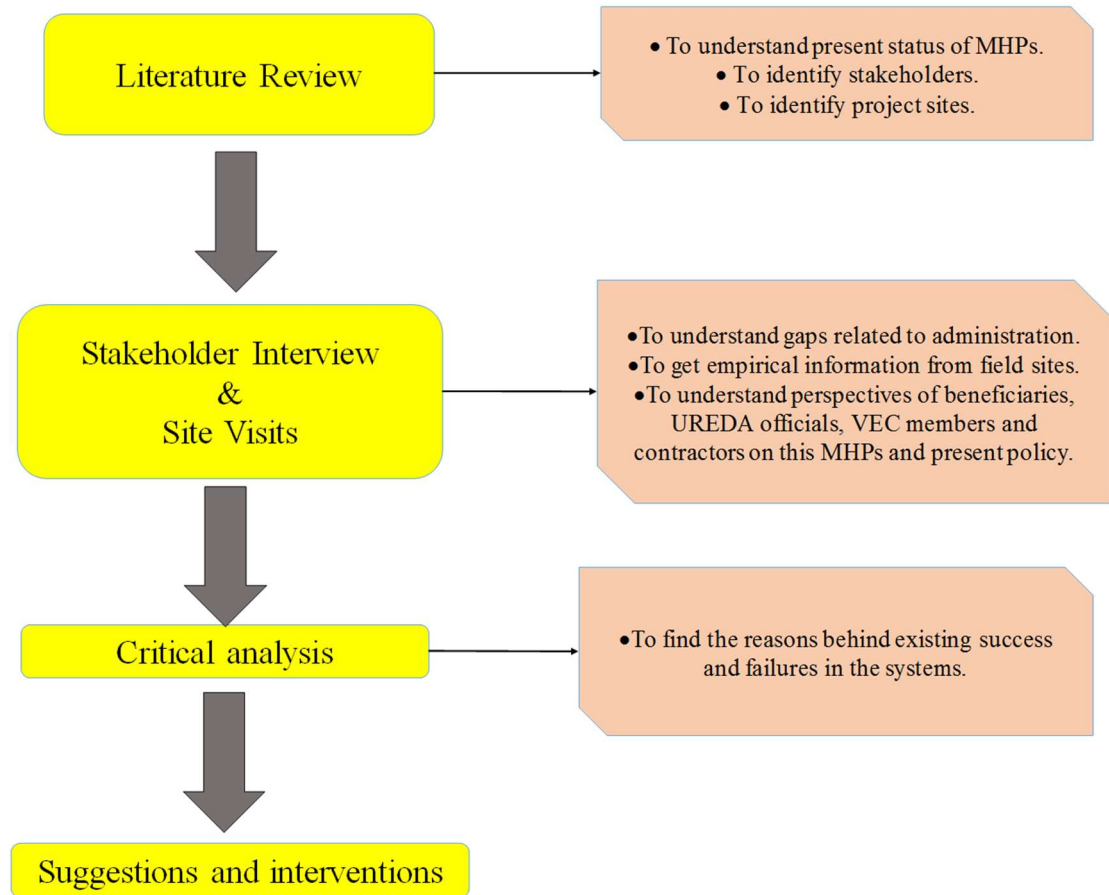 Literature Review
• To understand present status of MHPs.
• To identify stakeholders.
• To identify project sites.
Stakeholder Interview
&
Site Visits
•To understand gaps related to administration.
•To get empirical information from field sites.
•To understand perspectives of beneficiaries,
UREDA officials, VEC members and
contractors on this MHPs and present policy.
Critical analysis
•To find the reasons behind existing success
and failures in the systems.
Suggestions and interventions